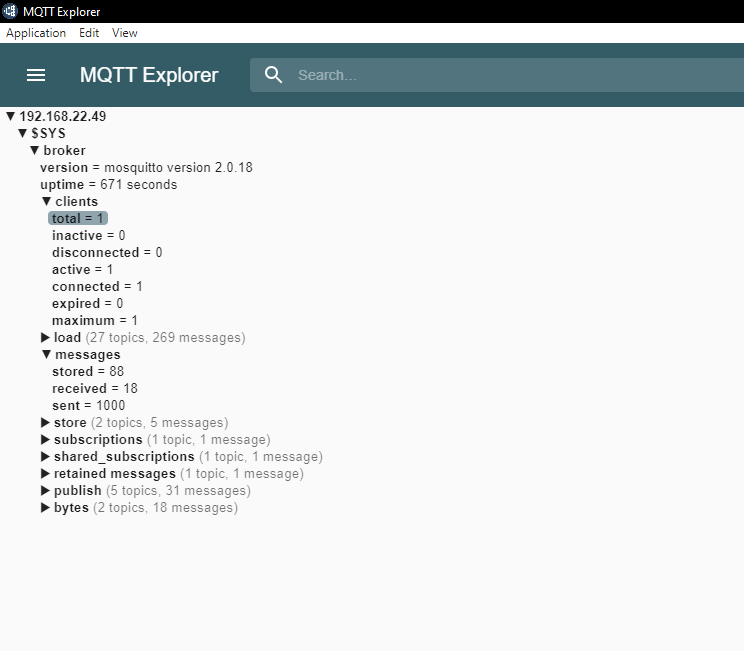 MQTT Explorer
Application Edit View
MQTT Explorer Search...
▼ 192.168.22.49
▼ $SYS
▼ broker
version = mosquitto version 2.0.18
uptime = 671 seconds
▼ clients
total = 1
inactive = 0
disconnected = 0
active = 1
connected = 1
expired = 0
maximum = 1
▶ load (27 topics, 269 messages)
▼ messages
stored = 88
received = 18
sent = 1000
▶ store (2 topics, 5 messages)
▶ subscriptions (1 topic, 1 message)
▶ shared_subscriptions (1 topic, 1 message)
▶ retained messages (1 topic, 1 message)
▶ publish (5 topics, 31 messages)
▶ bytes (2 topics, 18 messages)